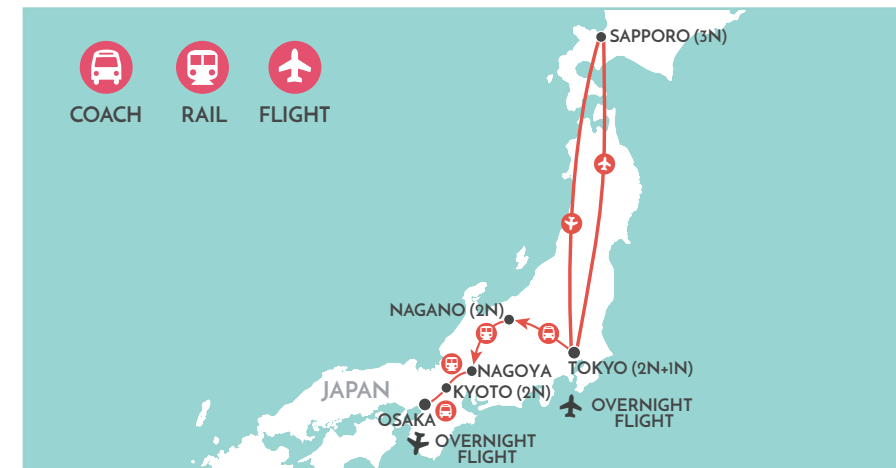 SAPPORO (3N)
COACH
RAIL
FLIGHT
NAGANO (2N)
TOKYO (2N+1N)
NAGOYA
JAPAN
KYOTO (2N)
OVERNIGHT
FLIGHT
OSAKA
OVERNIGHT
FLIGHT